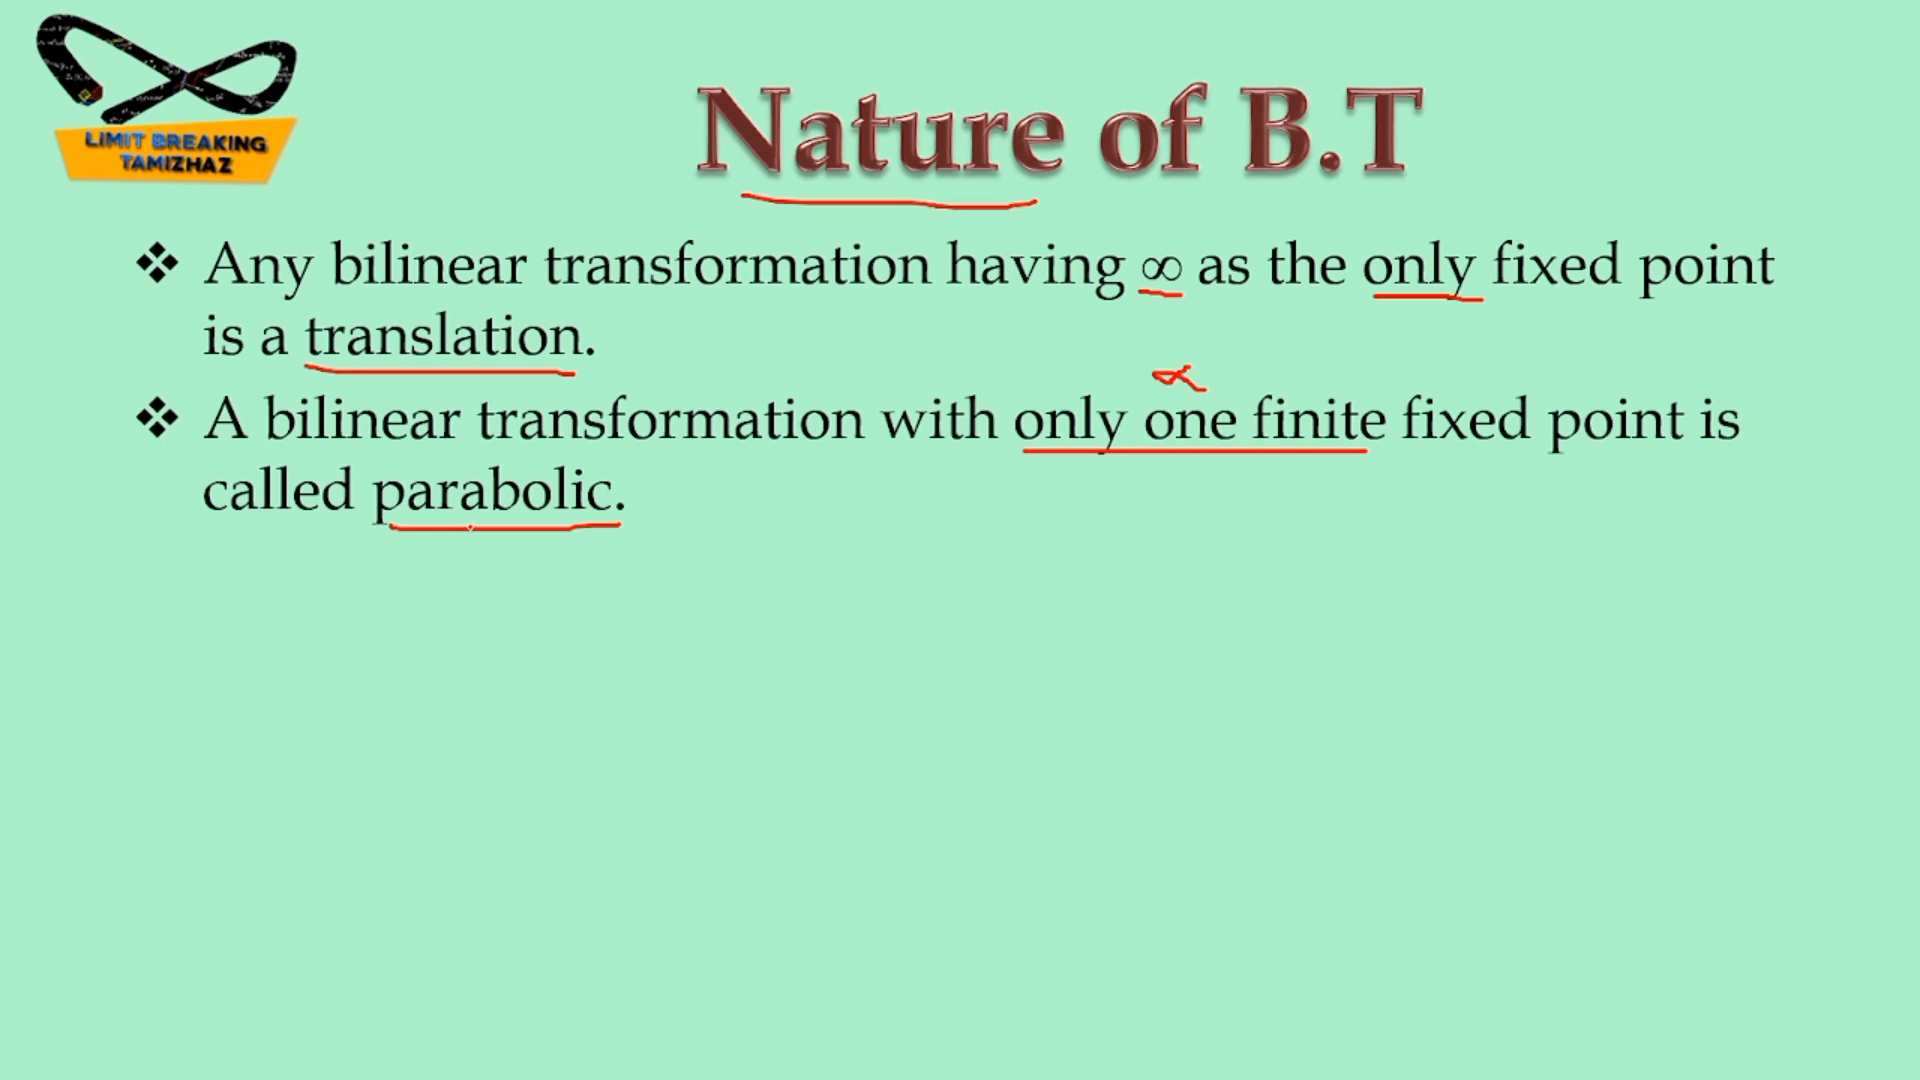 LIMIT BREAKING
TAMIZHAZ
Nature of B.T
❖ Any bilinear transformation having ∞ as the only fixed point
is a translation.
∝
❖ A bilinear transformation with only one finite fixed point is
called parabolic.